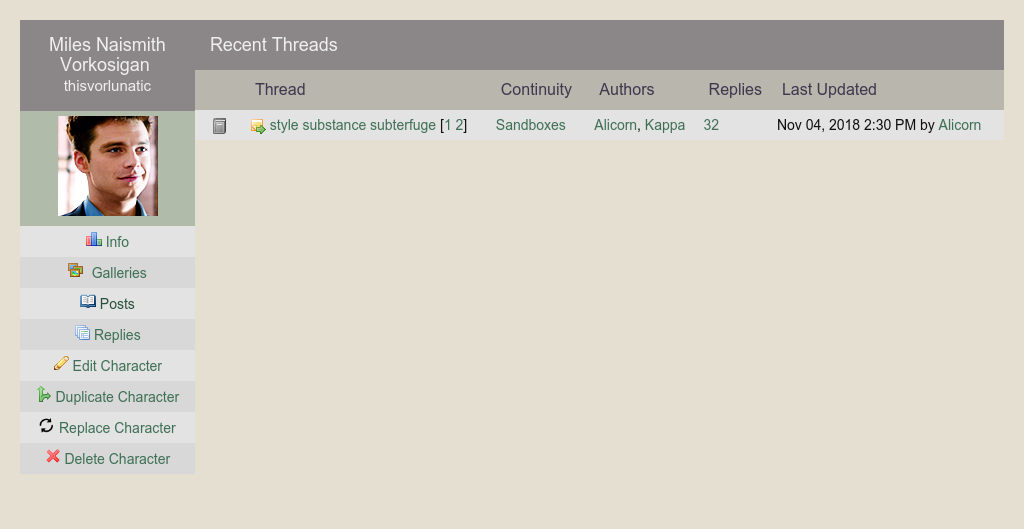 Miles Naismith
Vorkosigan
thisvorlunatic
Info
Galleries
Posts
Replies
Edit Character
Duplicate Character
Replace Character
Delete Character
Recent Threads
Thread Continuity Authors Replies Last Updated
style substance subterfuge [1 2] Sandboxes Alicorn, Kappa 32 Nov 04, 2018 2:30 PM by Alicorn